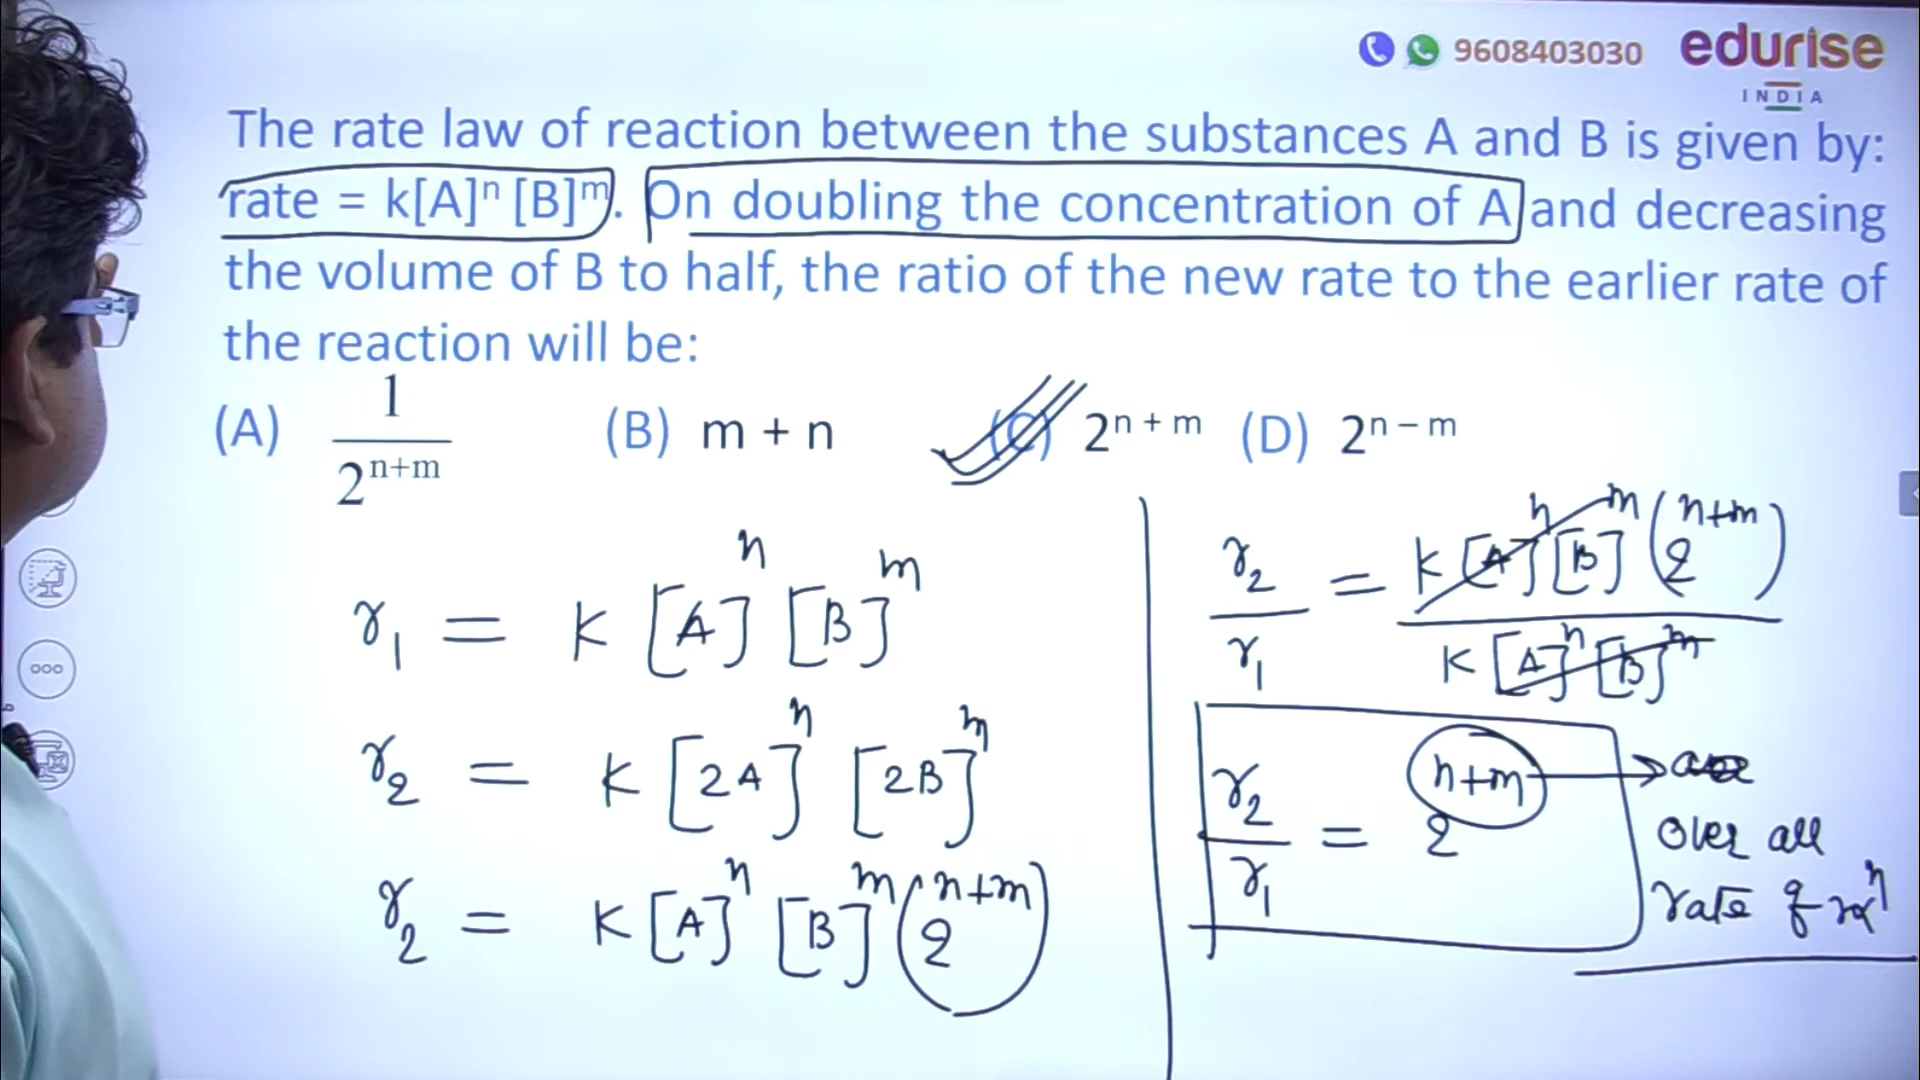 9608403030 edurise
INDIA
The rate law of reaction between the substances A and B is given by:
rate = k[A]ⁿ [B]ᵐ. On doubling the concentration of A and decreasing
the volume of B to half, the ratio of the new rate to the earlier rate of
the reaction will be:
(A) 1/2ⁿ⁺ᵐ (B) m + n (C) 2ⁿ ⁺ ᵐ (D) 2ⁿ ⁻ ᵐ
r₁ = K [A]ⁿ [B]ᵐ
r₂ = K [2A]ⁿ [2B]ᵐ
r₂ = K [A]ⁿ [B]ᵐ (2ⁿ⁺ᵐ)
r₂/r₁ = K [A]ⁿ [B]ᵐ (2ⁿ⁺ᵐ) / K [A]ⁿ [B]ᵐ
r₂/r₁ = 2ⁿ⁺ᵐ →
Over all
rate of rxⁿ